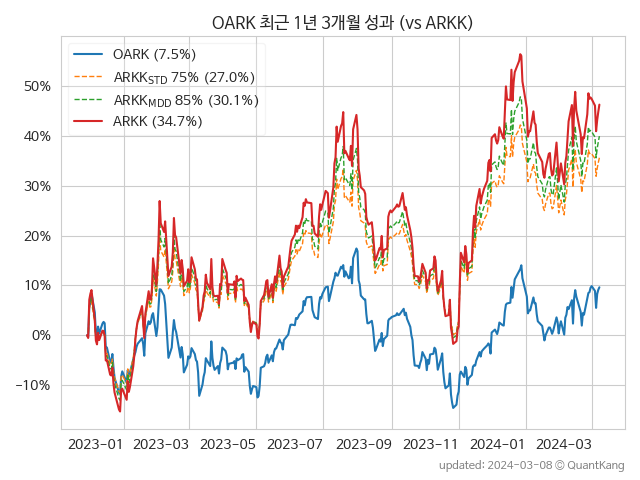 OARK 최근 1년 3개월 성과 (vs ARKK)
OARK (7.5%)
ARKK_STD 75% (27.0%)
ARKK_MDD 85% (30.1%)
ARKK (34.7%)
50%
40%
30%
20%
10%
0%
−10%
2023-01 2023-03 2023-05 2023-07 2023-09 2023-11 2024-01 2024-03
updated: 2024-03-08 © QuantKang